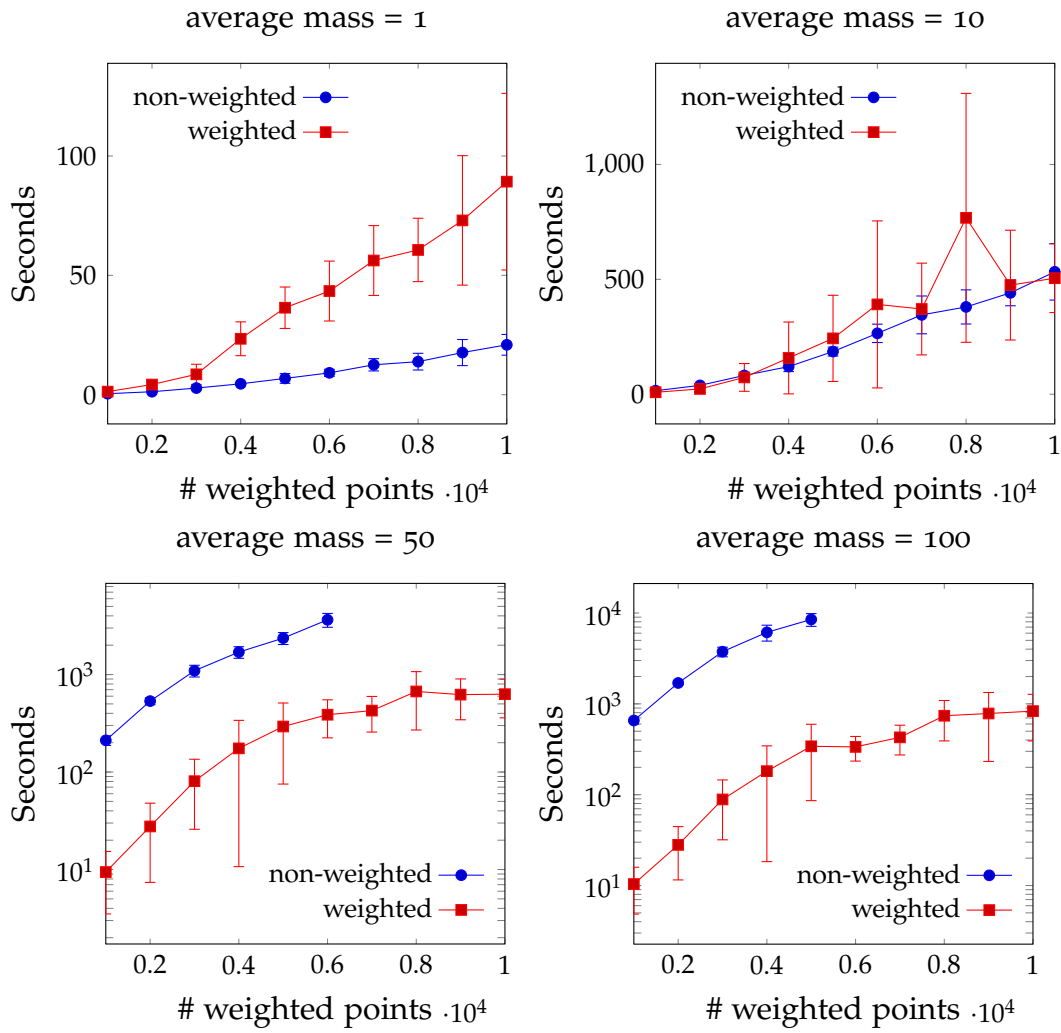 average mass = 1
non-weighted
weighted
Seconds
100
50
0
0.2 0.4 0.6 0.8 1
# weighted points ·10⁴
average mass = 10
non-weighted
weighted
Seconds
1,000
500
0
0.2 0.4 0.6 0.8 1
# weighted points ·10⁴
average mass = 50
Seconds
10³
10²
10¹
non-weighted
weighted
0.2 0.4 0.6 0.8 1
# weighted points ·10⁴
average mass = 100
Seconds
10⁴
10³
10²
10¹
non-weighted
weighted
0.2 0.4 0.6 0.8 1
# weighted points ·10⁴